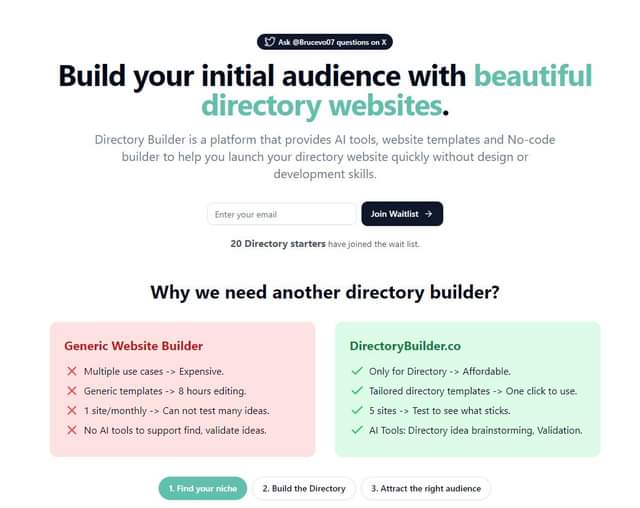 Ask @Brucevo07 questions on X
Build your initial audience with beautiful
directory websites.
Directory Builder is a platform that provides AI tools, website templates and No-code
builder to help you launch your directory website quickly without design or
development skills.
Enter your email
Join Waitlist →
20 Directory starters have joined the wait list.
Why we need another directory builder?
Generic Website Builder
Multiple use cases -> Expensive.
Generic templates -> 8 hours editing.
1 site/monthly -> Can not test many ideas.
No AI tools to support find, validate ideas.
DirectoryBuilder.co
Only for Directory -> Affordable.
Tailored directory templates -> One click to use.
5 sites -> Test to see what sticks.
AI Tools: Directory idea brainstorming, Validation.
1. Find your niche
2. Build the Directory
3. Attract the right audience